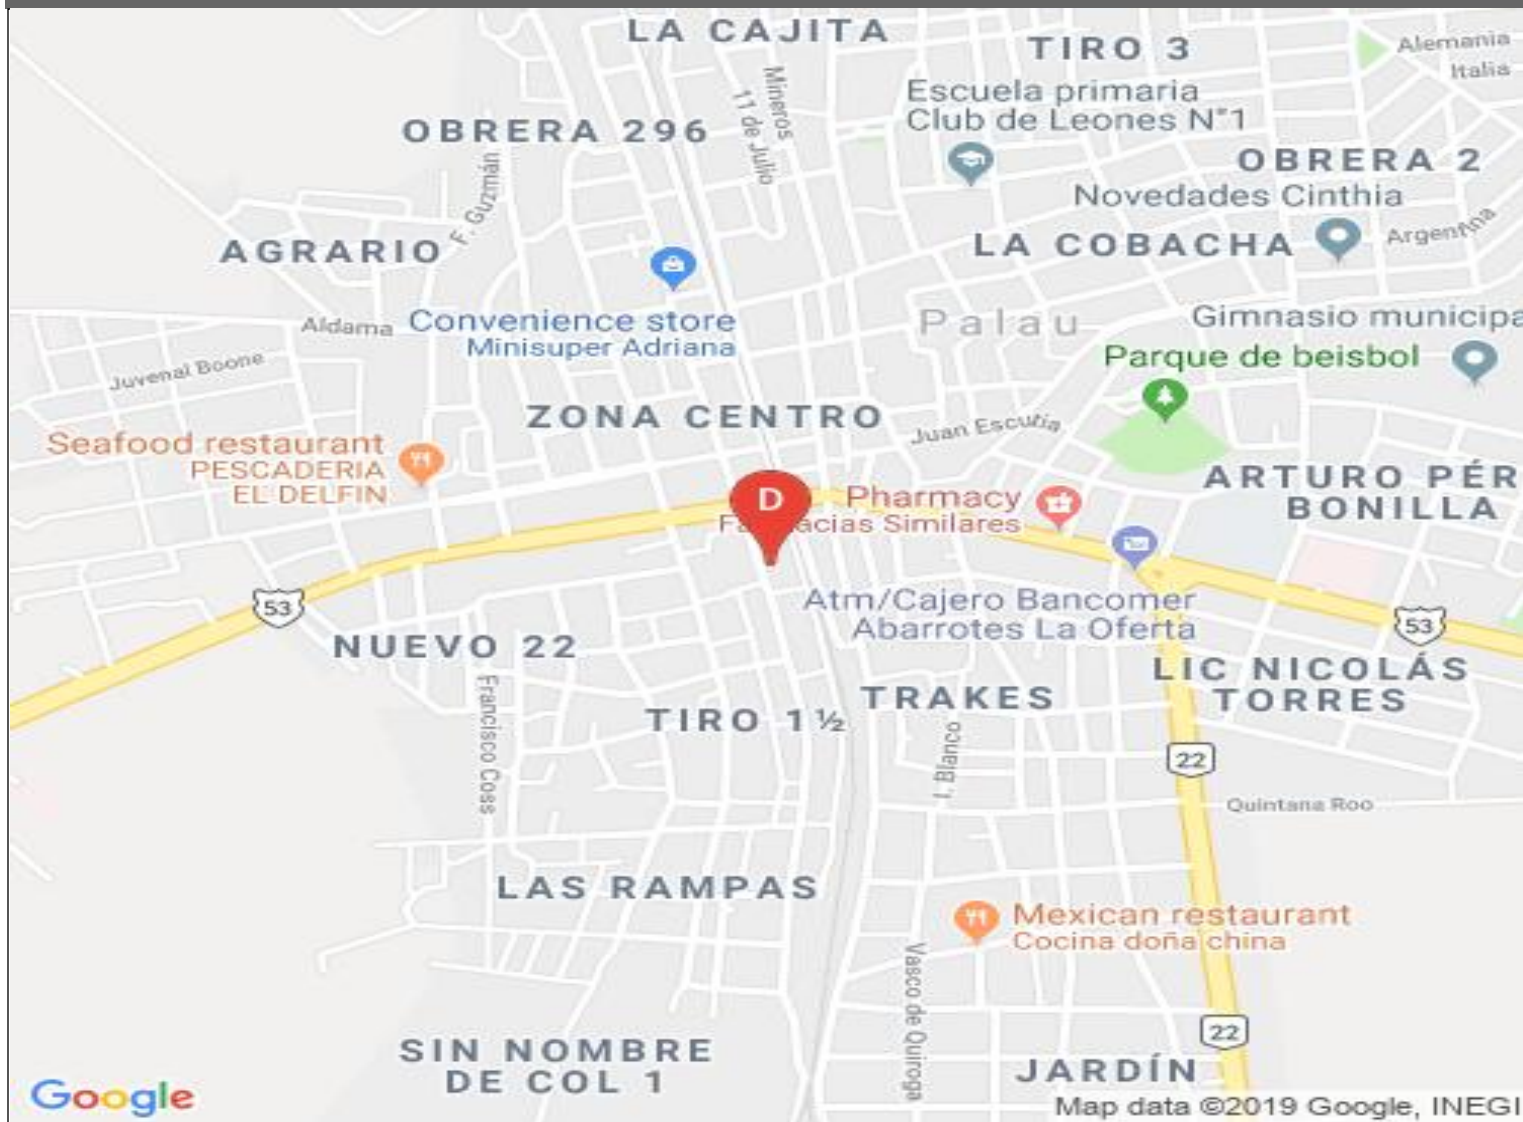 LA CAJITA
TIRO 3
Alemania
Italia
Mineros
11 de Julio
Escuela primaria
Club de Leones N°1
OBRERA 296
F. Guzmán
OBRERA 2
Novedades Cinthia
AGRARIO
LA COBACHA
Argentina
Aldama
Convenience store
Minisuper Adriana
Palau
Gimnasio municipa
Juvenal Boone
Parque de beisbol
ZONA CENTRO
Juan Escutia
Seafood restaurant
PESCADERIA
EL DELFIN
ARTURO PÉR
BONILLA
D
Pharmacy
Similares
53
Atm/Cajero Bancomer
Abarrotes La Oferta
53
NUEVO 22
LIC NICOLÁS
TORRES
Francisco Coss
TRAKES
TIRO 1½
I. Blanco
22
Quintana Roo
LAS RAMPAS
Mexican restaurant
Cocina doña china
Vasco de Quiroga
22
SIN NOMBRE
DE COL 1
JARDÍN
Google
Map data ©2019 Google, INEGI